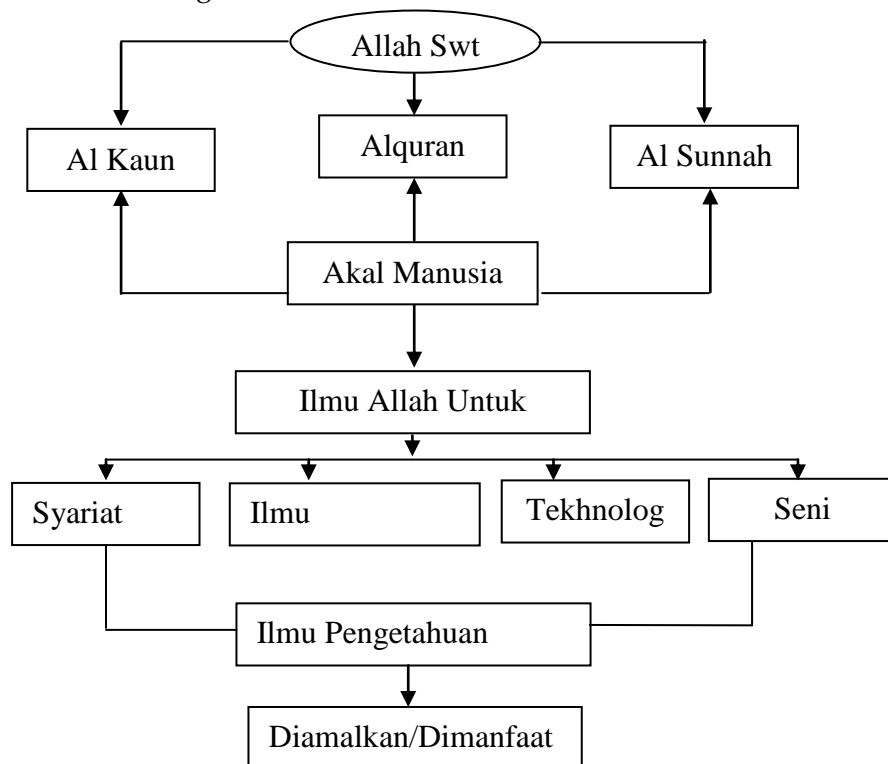 Allah Swt
Al Kaun
Alquran
Al Sunnah
Akal Manusia
Ilmu Allah Untuk
Syariat
Ilmu
Tekhnolog
Seni
Ilmu Pengetahuan
Diamalkan/Dimanfaat